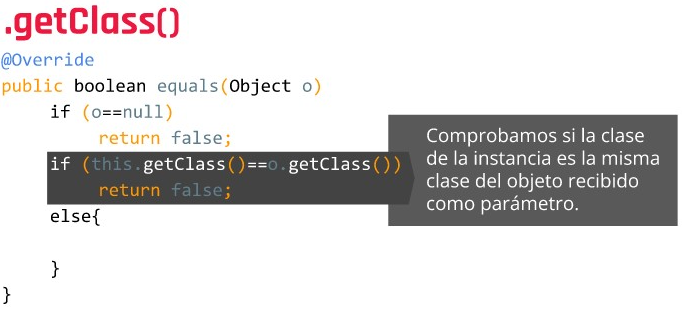 .getClass()
@Override
public boolean equals(Object o)
if (o==null)
return false;
if (this.getClass()==o.getClass())
return false;
else{
}
}
Comprobamos si la clase
de la instancia es la misma
clase del objeto recibido
como parámetro.